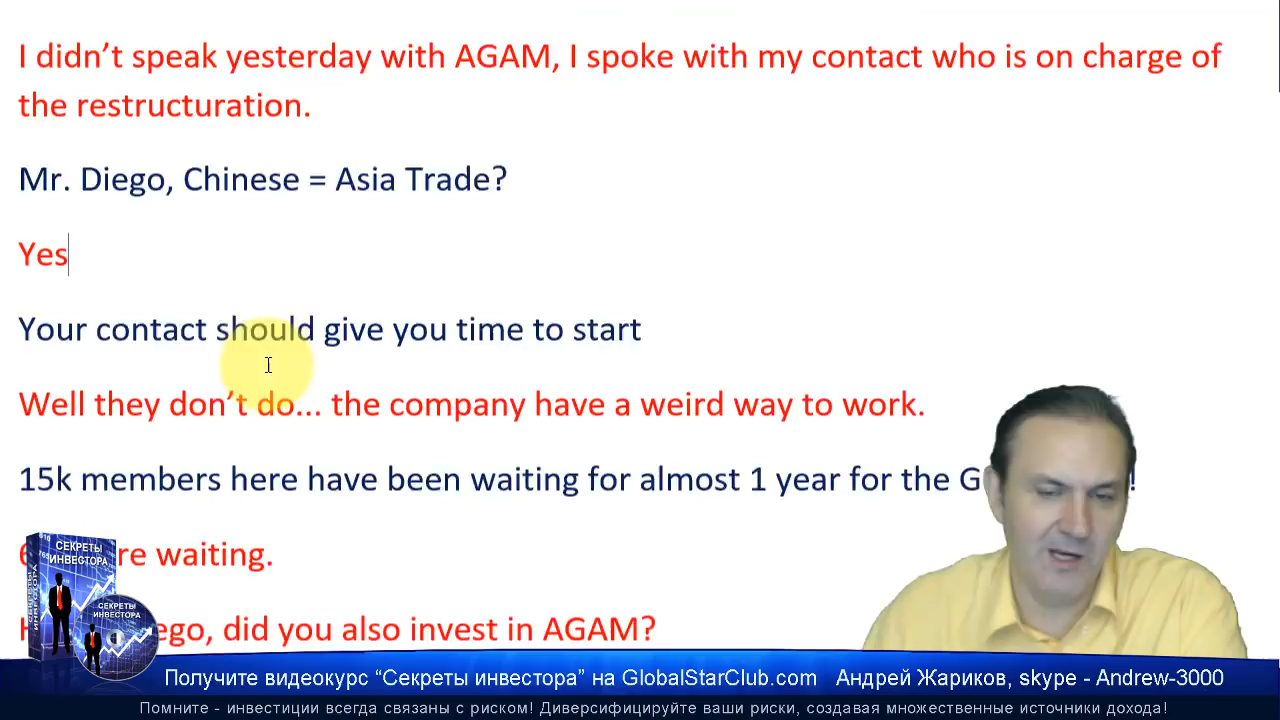 I didn’t speak yesterday with AGAM, I spoke with my contact who is on charge of
the restructuration.
Mr. Diego, Chinese = Asia Trade?
Yes
Your contact should give you time to start
Well they don’t do... the company have a weird way to work.
15k members here have been waiting for almost 1 year for the
waiting.
did you also invest in AGAM?
СЕКРЕТЫ
ИНВЕСТОРА
СЕКРЕТЫ
ИНВЕСТОРА
Получите видеокурс “Секреты инвестора” на GlobalStarClub.com Андрей Жариков, skype - Andrew-3000
Помните - инвестиции всегда связаны с риском! Диверсифицируйте ваши риски, создавая множественные источники дохода!